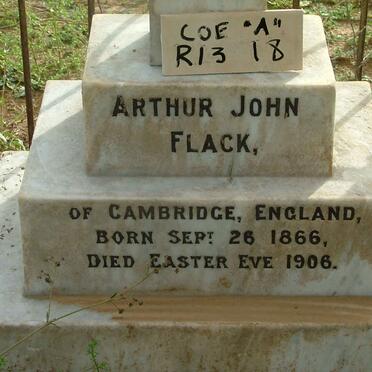 COE "A"
R13 18
ARTHUR JOHN
FLACK,
OF CAMBRIDGE, ENGLAND,
BORN SEPT 26 1866,
DIED EASTER EVE 1906.